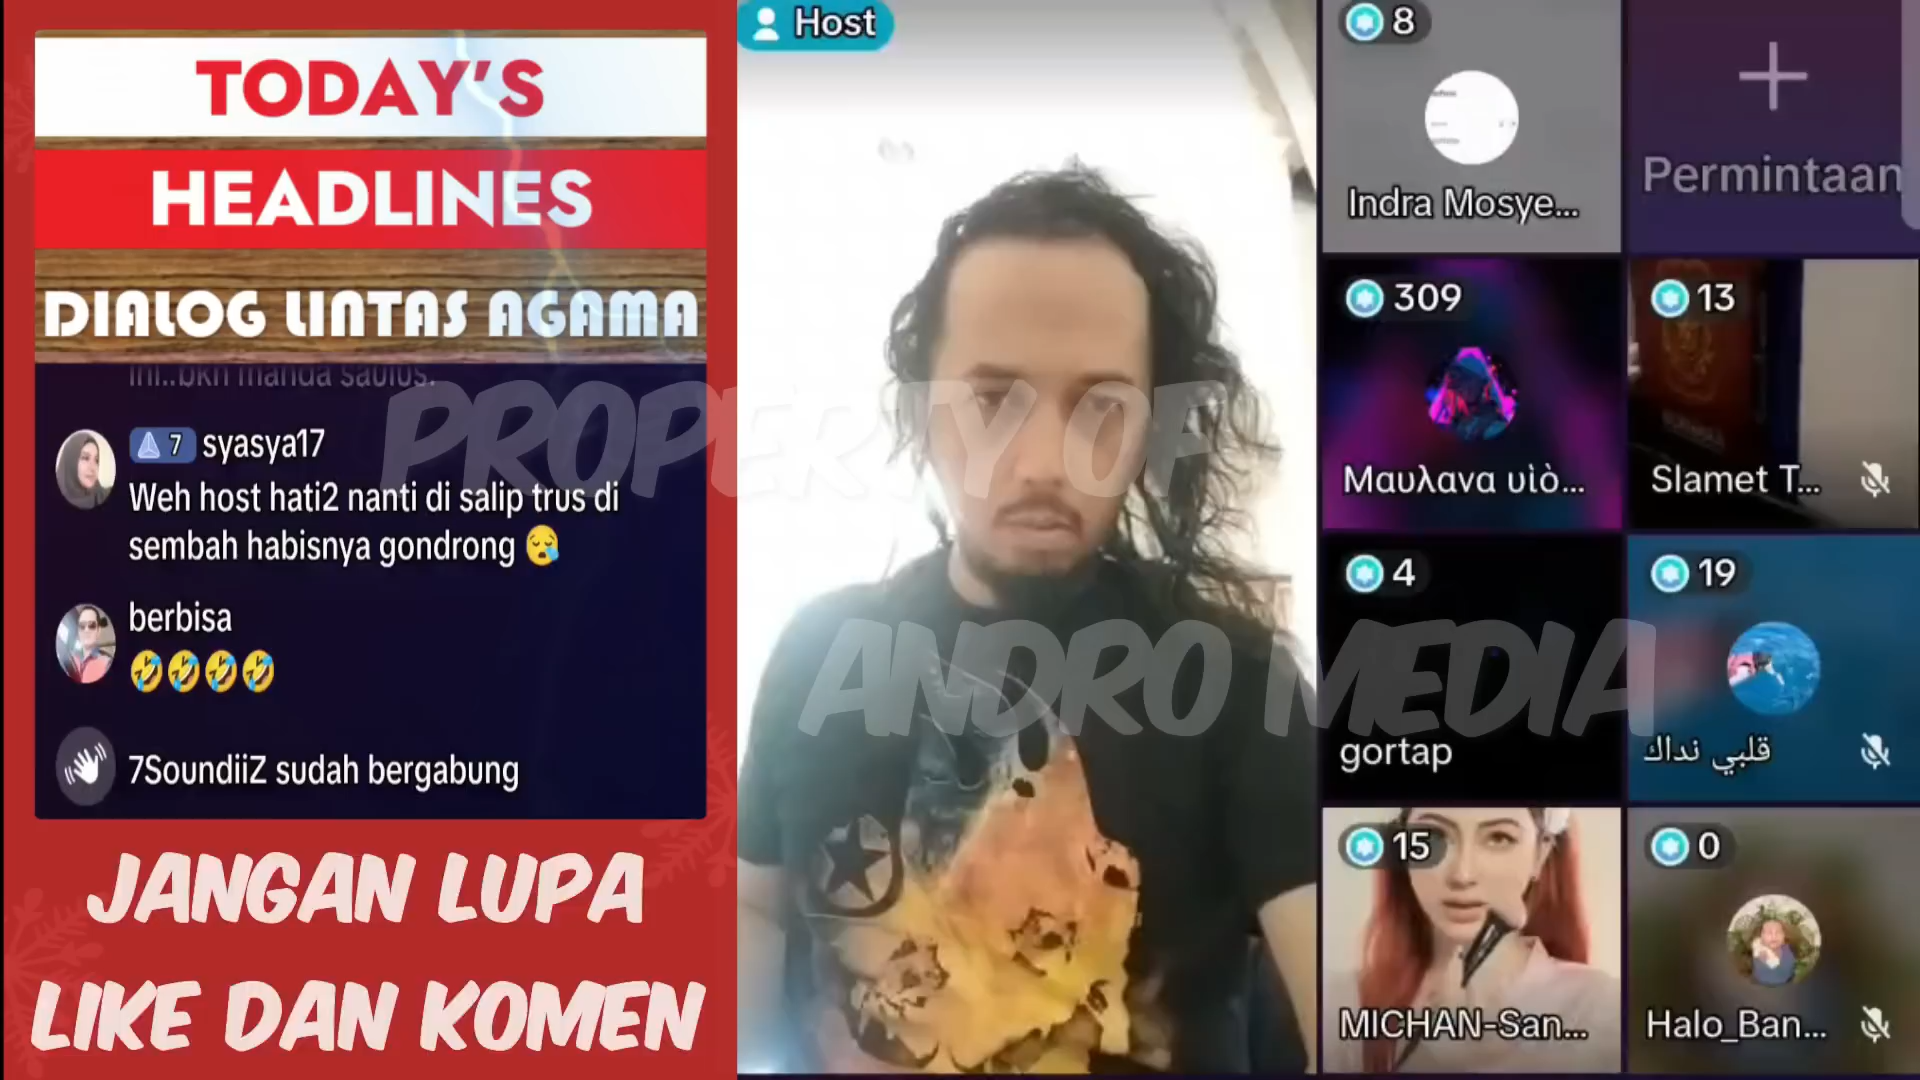 TODAY'S
HEADLINES
DIALOG LINTAS AGAMA
7 syasya17
Weh host hati2 nanti di salip trus di
sembah habisnya gondrong 😪
berbisa
🤣🤣🤣🤣
7SoundiiZ sudah bergabung
JANGAN LUPA
LIKE DAN KOMEN
Host
PROPERTY OF
ANDRO MEDIA
8
Indra Mosye...
Permintaan
309
Μαυλανα υὶὸ...
13
Slamet T...
4
gortap
19
قلبي نداك
15
MICHAN-San...
0
Halo_Ban...